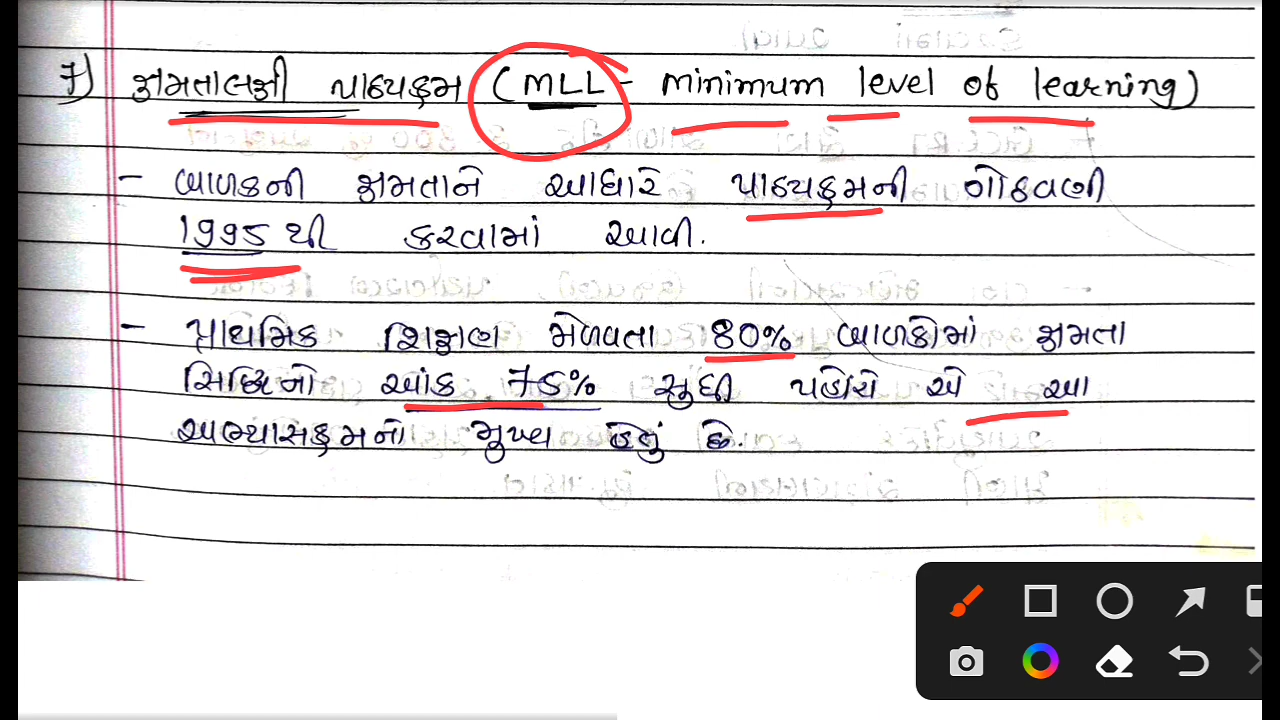 7) ક્ષમતાલક્ષી પાઠ્યક્રમ (MLL - minimum level of learning)
- બાળકની ક્ષમતાને આધારે પાઠ્યક્રમની ગોઠવણી
1995 થી કરવામાં આવી.
- પ્રાથમિક શિક્ષણ મેળવતા 80% બાળકોમાં ક્ષમતા
સિદ્ધિનો આંક 75% સુધી પહોંચે એ આ
અભ્યાસક્રમનો મુખ્ય હેતું છે.